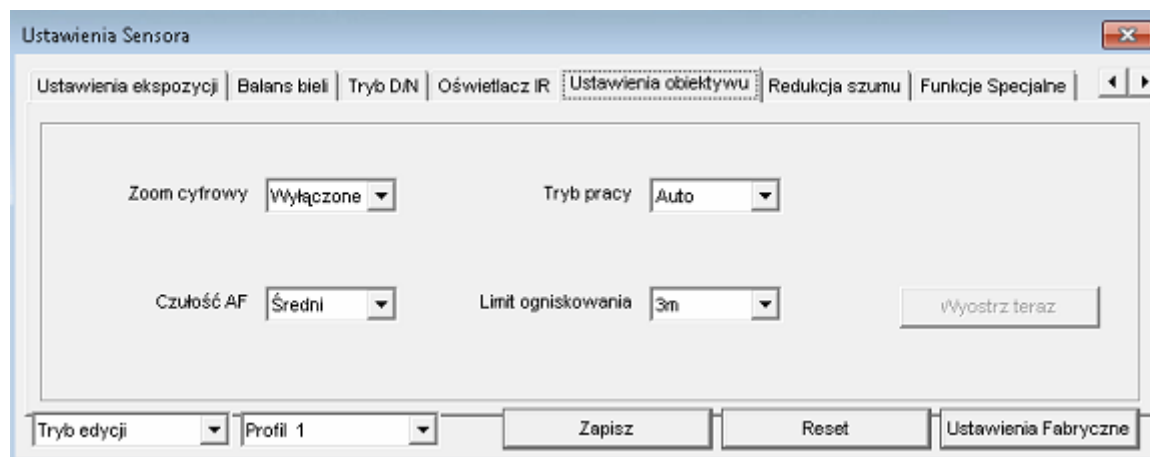 Ustawienia Sensora
Ustawienia ekspozycji Balans bieli Tryb D/N Oświetlacz IR Ustawienia obiektywu Redukcja szumu Funkcje Specjalne
Zoom cyfrowy Wyłączone Tryb pracy Auto
Czułość AF Średni Limit ogniskowania 3m Wyostrz teraz
Tryb edycji Profil 1 Zapisz Reset Ustawienia Fabryczne